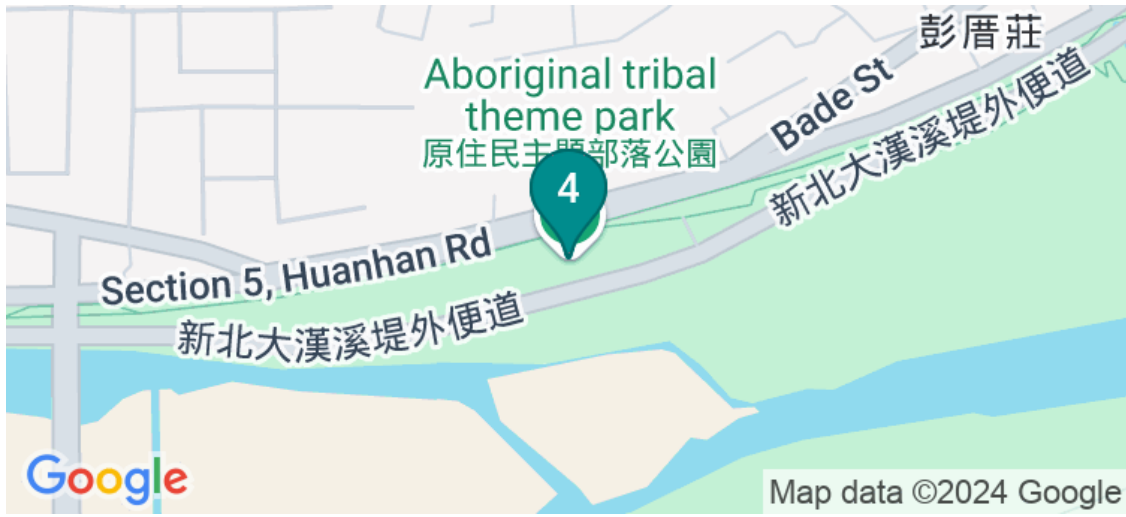 彭厝莊
Aboriginal tribal
theme park
原住民主題部落公園
Bade St
新北大漢溪堤外便道
4
Section 5, Huanhan Rd
新北大漢溪堤外便道
Google
Map data ©2024 Google